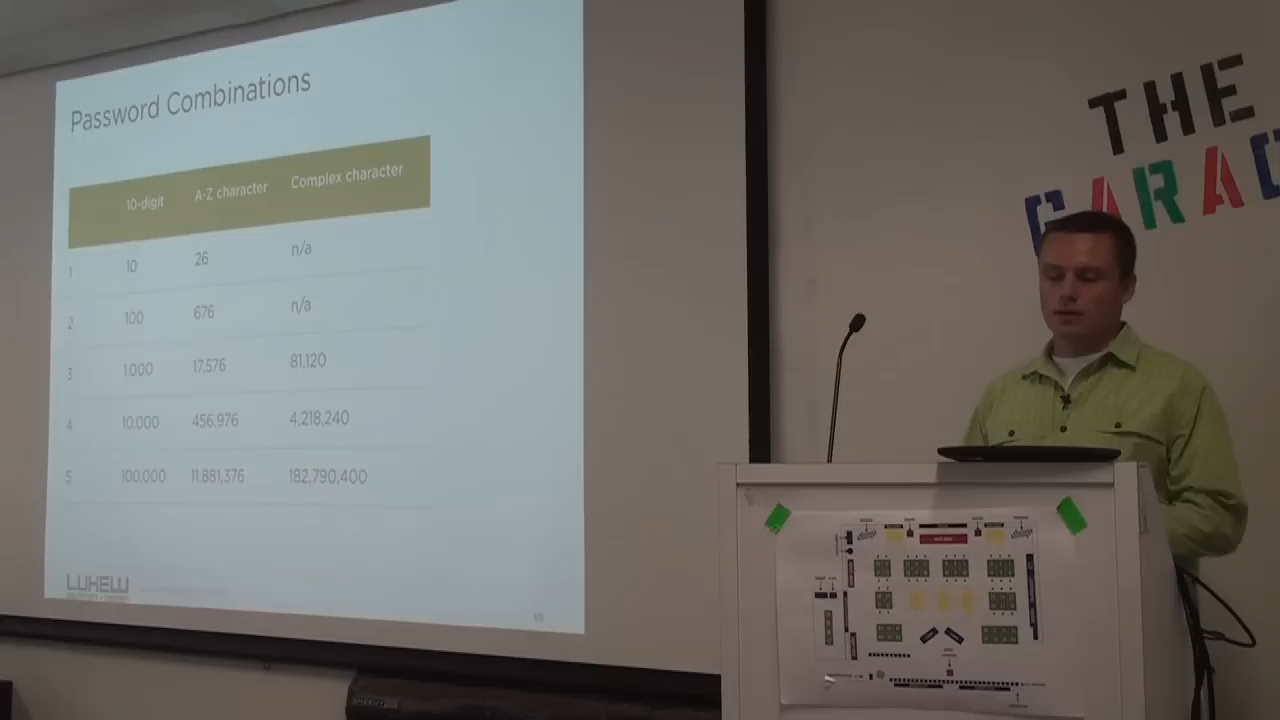 Password Combinations
10-digit A-Z character Complex character
1 10 26 n/a
2 100 676 n/a
3 1,000 17,576 81,120
4 10,000 456,976 4,218,240
5 100,000 11,881,376 182,790,400
THE
GARAG